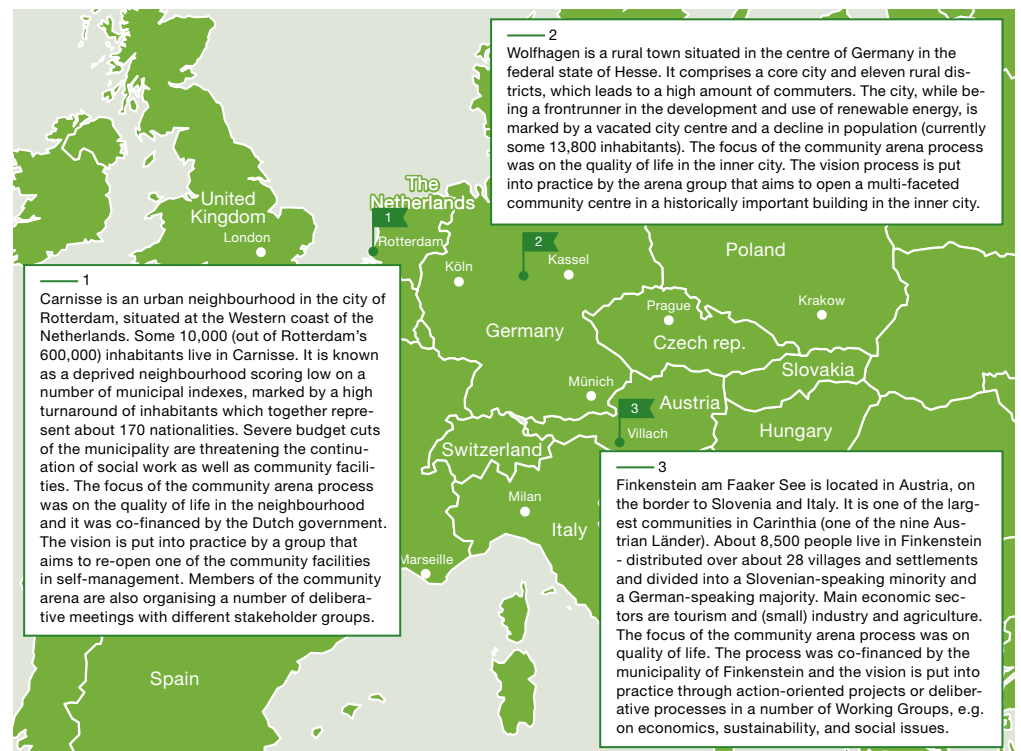 2
Wolfhagen is a rural town situated in the centre of Germany in the
federal state of Hesse. It comprises a core city and eleven rural dis-
tricts, which leads to a high amount of commuters. The city, while be-
ing a frontrunner in the development and use of renewable energy, is
marked by a vacated city centre and a decline in population (currently
some 13,800 inhabitants). The focus of the community arena process
was on the quality of life in the inner city. The vision process is put
into practice by the arena group that aims to open a multi-faceted
community centre in a historically important building in the inner city.
The
Netherlands
United
Kingdom
London
1
Rotterdam
2
Köln
Kassel
Poland
Prague
Krakow
Germany
Czech rep.
Slovakia
Münich
3
Austria
Villach
Hungary
Switzerland
Milan
Italy
Marseille
Spain
1
Carnisse is an urban neighbourhood in the city of
Rotterdam, situated at the Western coast of the
Netherlands. Some 10,000 (out of Rotterdam's
600,000) inhabitants live in Carnisse. It is known
as a deprived neighbourhood scoring low on a
number of municipal indexes, marked by a high
turnaround of inhabitants which together repre-
sent about 170 nationalities. Severe budget cuts
of the municipality are threatening the continu-
ation of social work as well as community facili-
ties. The focus of the community arena process
was on the quality of life in the neighbourhood
and it was co-financed by the Dutch government.
The vision is put into practice by a group that
aims to re-open one of the community facilities
in self-management. Members of the community
arena are also organising a number of delibera-
tive meetings with different stakeholder groups.
3
Finkenstein am Faaker See is located in Austria, on
the border to Slovenia and Italy. It is one of the larg-
est communities in Carinthia (one of the nine Aus-
trian Länder). About 8,500 people live in Finkenstein
- distributed over about 28 villages and settlements
and divided into a Slovenian-speaking minority and
a German-speaking majority. Main economic sec-
tors are tourism and (small) industry and agriculture.
The focus of the community arena process was on
quality of life. The process was co-financed by the
municipality of Finkenstein and the vision is put into
practice through action-oriented projects or deliber-
ative processes in a number of Working Groups, e.g.
on economics, sustainability, and social issues.